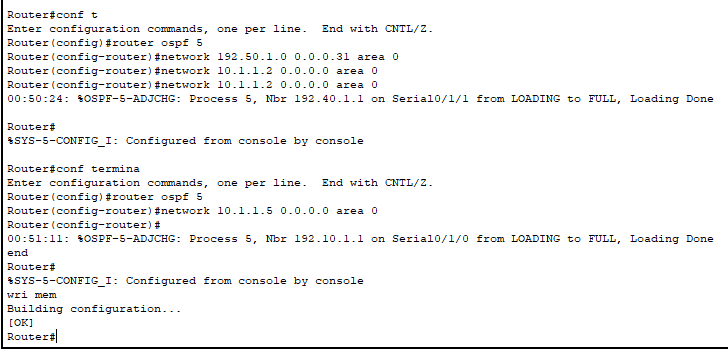 Router#conf t
Enter configuration commands, one per line.  End with CNTL/Z.
Router(config)#router ospf 5
Router(config-router)#network 192.50.1.0 0.0.0.31 area 0
Router(config-router)#network 10.1.1.2 0.0.0.0 area 0
Router(config-router)#network 10.1.1.2 0.0.0.0 area 0
00:50:24: %OSPF-5-ADJCHG: Process 5, Nbr 192.40.1.1 on Serial0/1/1 from LOADING to FULL, Loading Done
Router#
%SYS-5-CONFIG_I: Configured from console by console
Router#conf termina
Enter configuration commands, one per line.  End with CNTL/Z.
Router(config)#router ospf 5
Router(config-router)#network 10.1.1.5 0.0.0.0 area 0
Router(config-router)#
00:51:11: %OSPF-5-ADJCHG: Process 5, Nbr 192.10.1.1 on Serial0/1/0 from LOADING to FULL, Loading Done
end
Router#
%SYS-5-CONFIG_I: Configured from console by console
wri mem
Building configuration...
[OK]
Router#